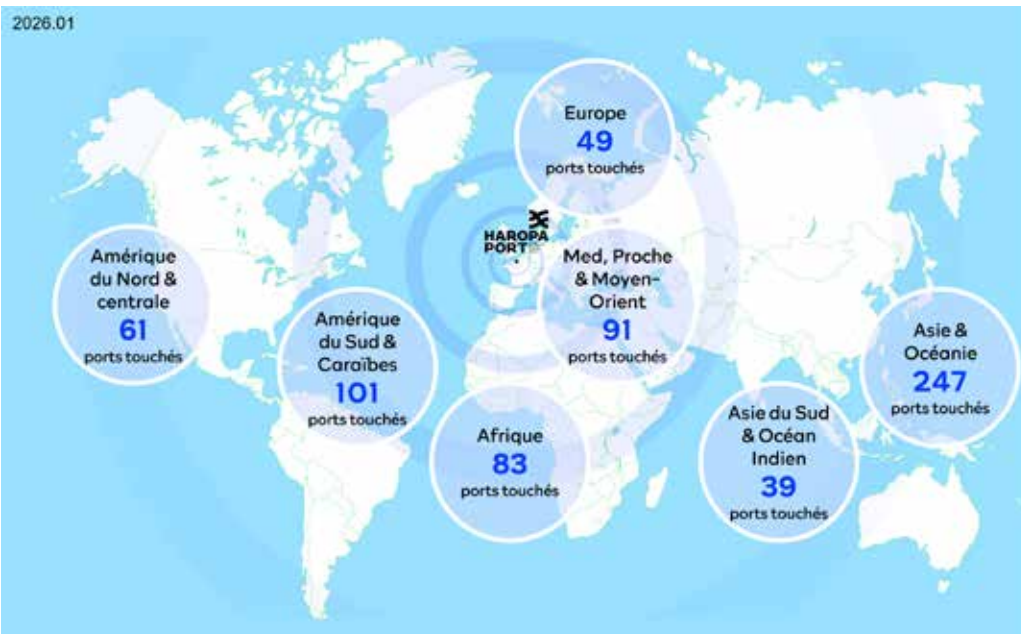 2026.01
Europe
49
ports touchés
HAROPA
PORT
Amérique
du Nord &
centrale
61
ports touchés
Med, Proche
& Moyen-
Orient
91
ports touchés
Amérique
du Sud &
Caraïbes
101
ports touchés
Asie &
Océanie
247
ports touchés
Afrique
83
ports touchés
Asie du Sud
& Océan
Indien
39
ports touchés